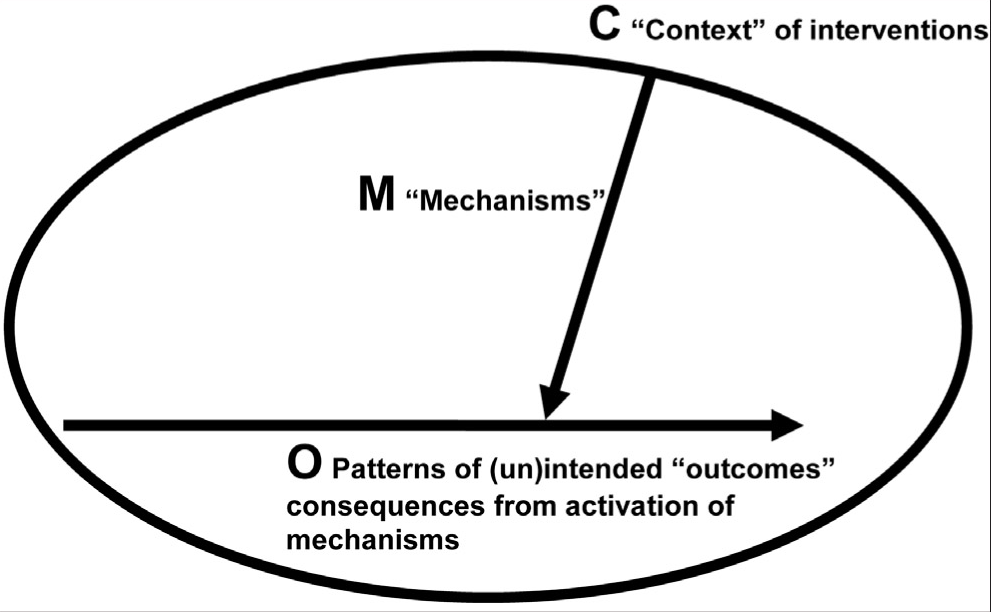 C “Context” of interventions
M “Mechanisms”
O Patterns of (un)intended “outcomes”
consequences from activation of
mechanisms